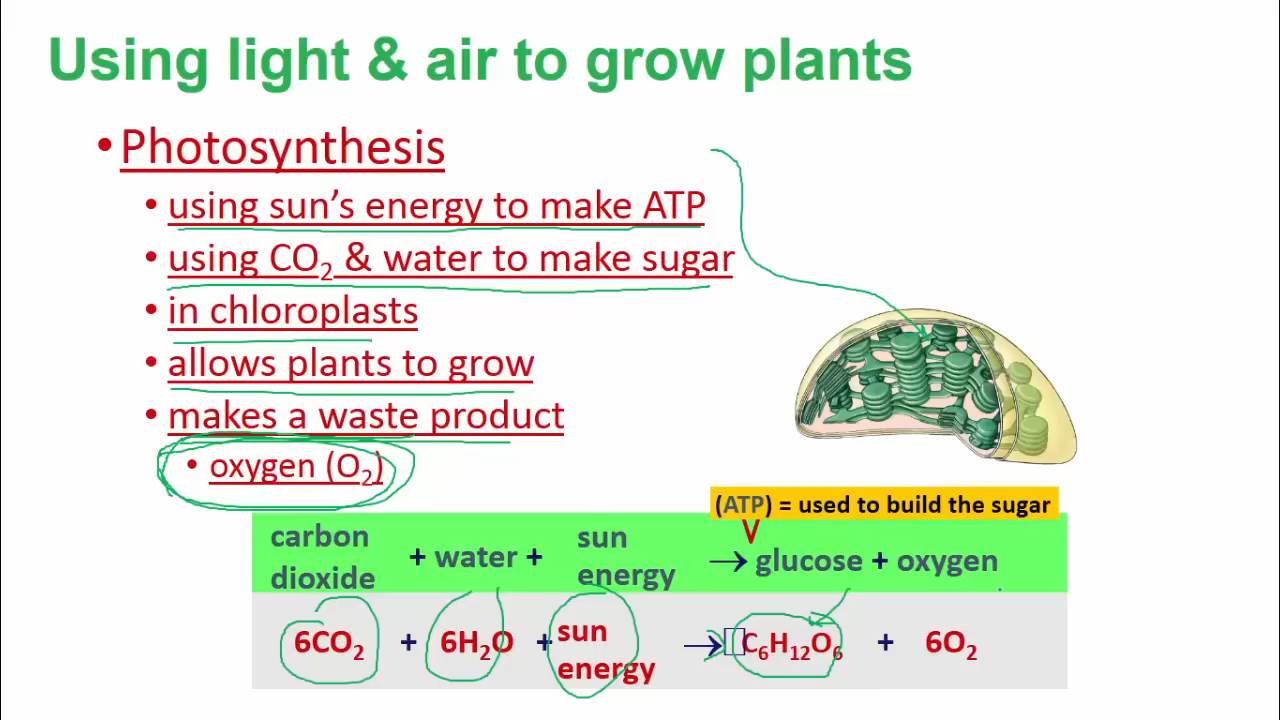 Using light & air to grow plants
• Photosynthesis
• using sun’s energy to make ATP
• using CO₂ & water to make sugar
• in chloroplasts
• allows plants to grow
• makes a waste product
• oxygen (O₂)
(ATP) = used to build the sugar
carbon dioxide + water + sun energy → glucose + oxygen
6CO₂ + 6H₂O + sun energy → C₆H₁₂O₆ + 6O₂